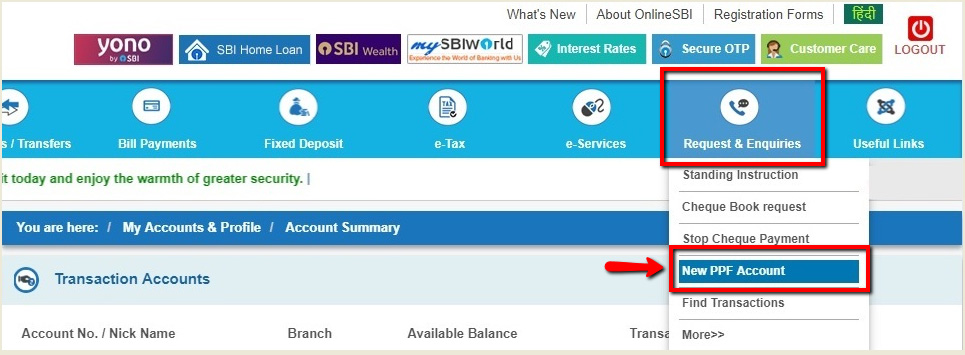 What's New | About OnlineSBI | Registration Forms | हिंदी
yono
by SBI
SBI Home Loan
SBI Wealth
my SBIWorld
Experience the World of Banking with Us
Interest Rates
Secure OTP
Customer Care
LOGOUT
s / Transfers
Bill Payments
Fixed Deposit
TAX
e-Tax
e-Services
Request & Enquiries
Useful Links
it today and enjoy the warmth of greater security. |
Standing Instruction
Cheque Book request
Stop Cheque Payment
New PPF Account
Find Transactions
More>>
You are here: / My Accounts & Profile / Account Summary
Transaction Accounts
Account No. / Nick Name Branch Available Balance Transa